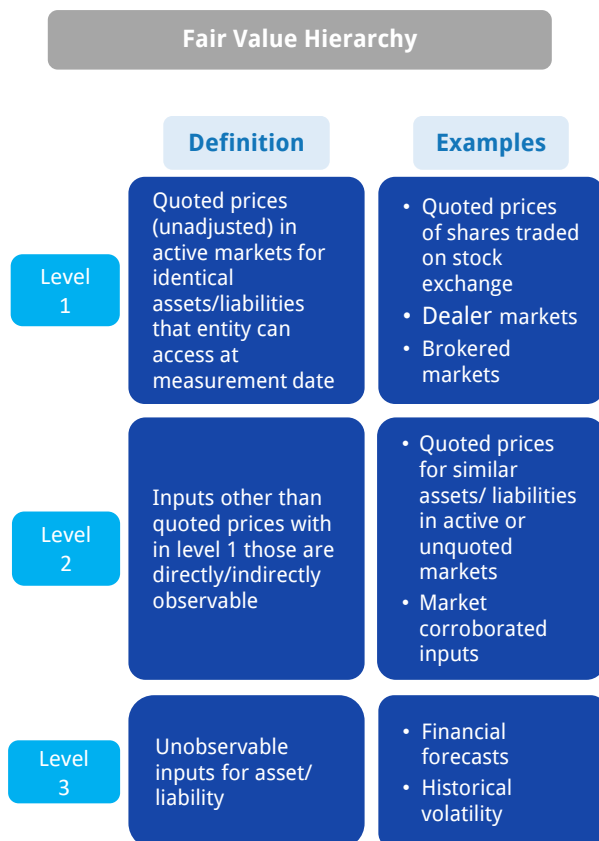 Fair Value Hierarchy
Definition
Examples
Level
1
Quoted prices
(unadjusted) in
active markets for
identical
assets/liabilities
that entity can
access at
measurement date
• Quoted prices
of shares traded
on stock
exchange
• Dealer markets
• Brokered
markets
Level
2
Inputs other than
quoted prices with
in level 1 those are
directly/indirectly
observable
• Quoted prices
for similar
assets/ liabilities
in active or
unquoted
markets
• Market
corroborated
inputs
Level
3
Unobservable
inputs for asset/
liability
• Financial
forecasts
• Historical
volatility